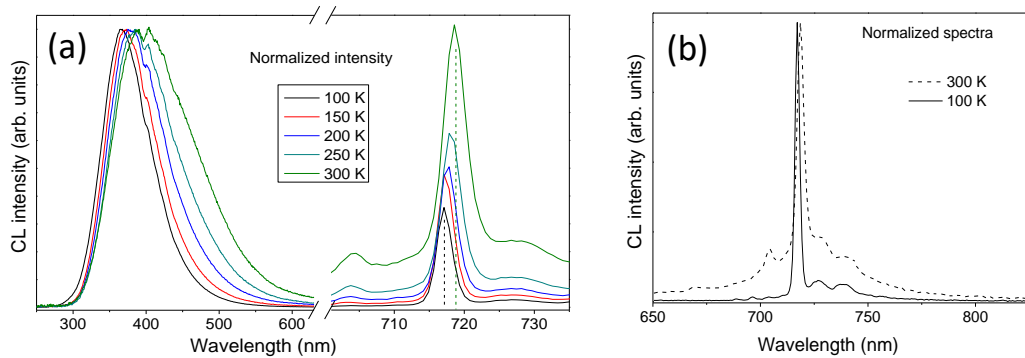 (a)
Normalized intensity
100 K
150 K
200 K
250 K
300 K
CL intensity (arb. units)
300 400 500 600 710 720 730
Wavelength (nm)
(b)
Normalized spectra
300 K
100 K
CL intensity (arb. units)
650 700 750 800
Wavelength (nm)